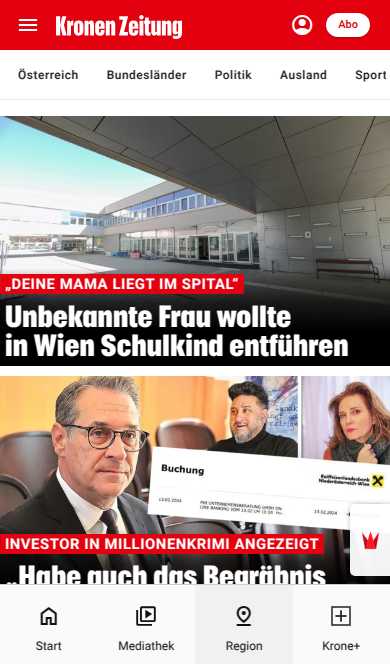 Kronen Zeitung
Abo
Österreich Bundesländer Politik Ausland Sport
„DEINE MAMA LIEGT IM SPITAL“
Unbekannte Frau wollte
in Wien Schulkind entführen
Buchung
Raiffeisenlandesbank
Niederösterreich-Wien
INVESTOR IN MILLIONENKRIMI ANGEZEIGT
„Habe auch das Begräbnis
Start Mediathek Region Krone+